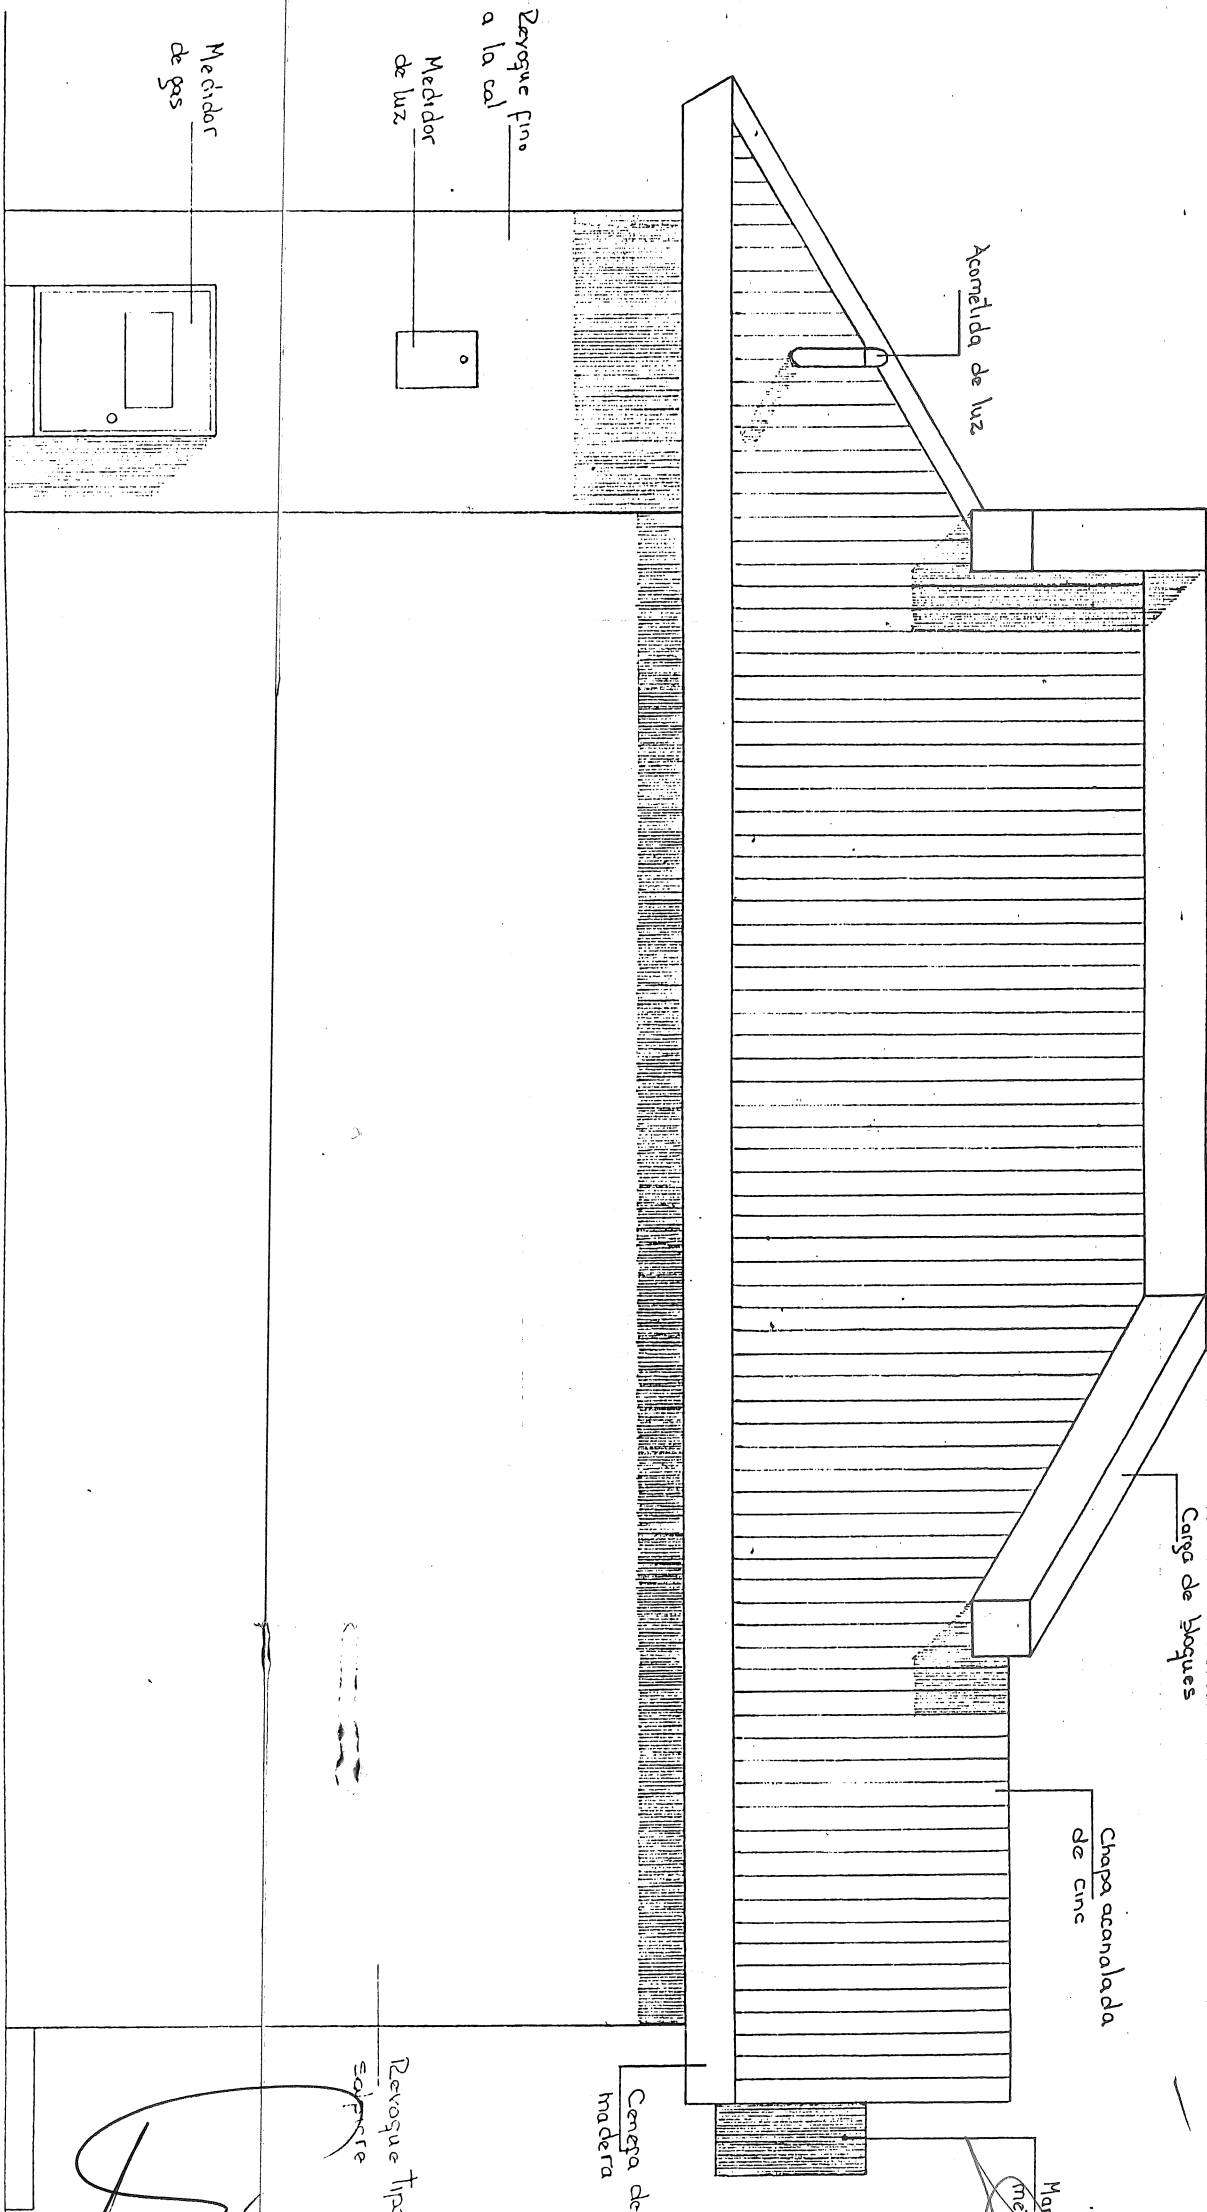 Revoque fino
a la cal
Medidor
de luz
Medidor
de gas
Acometida de luz
Carga de bloques
Chapa acanalada
de cinc
Cenefa de
madera
Revoque tip